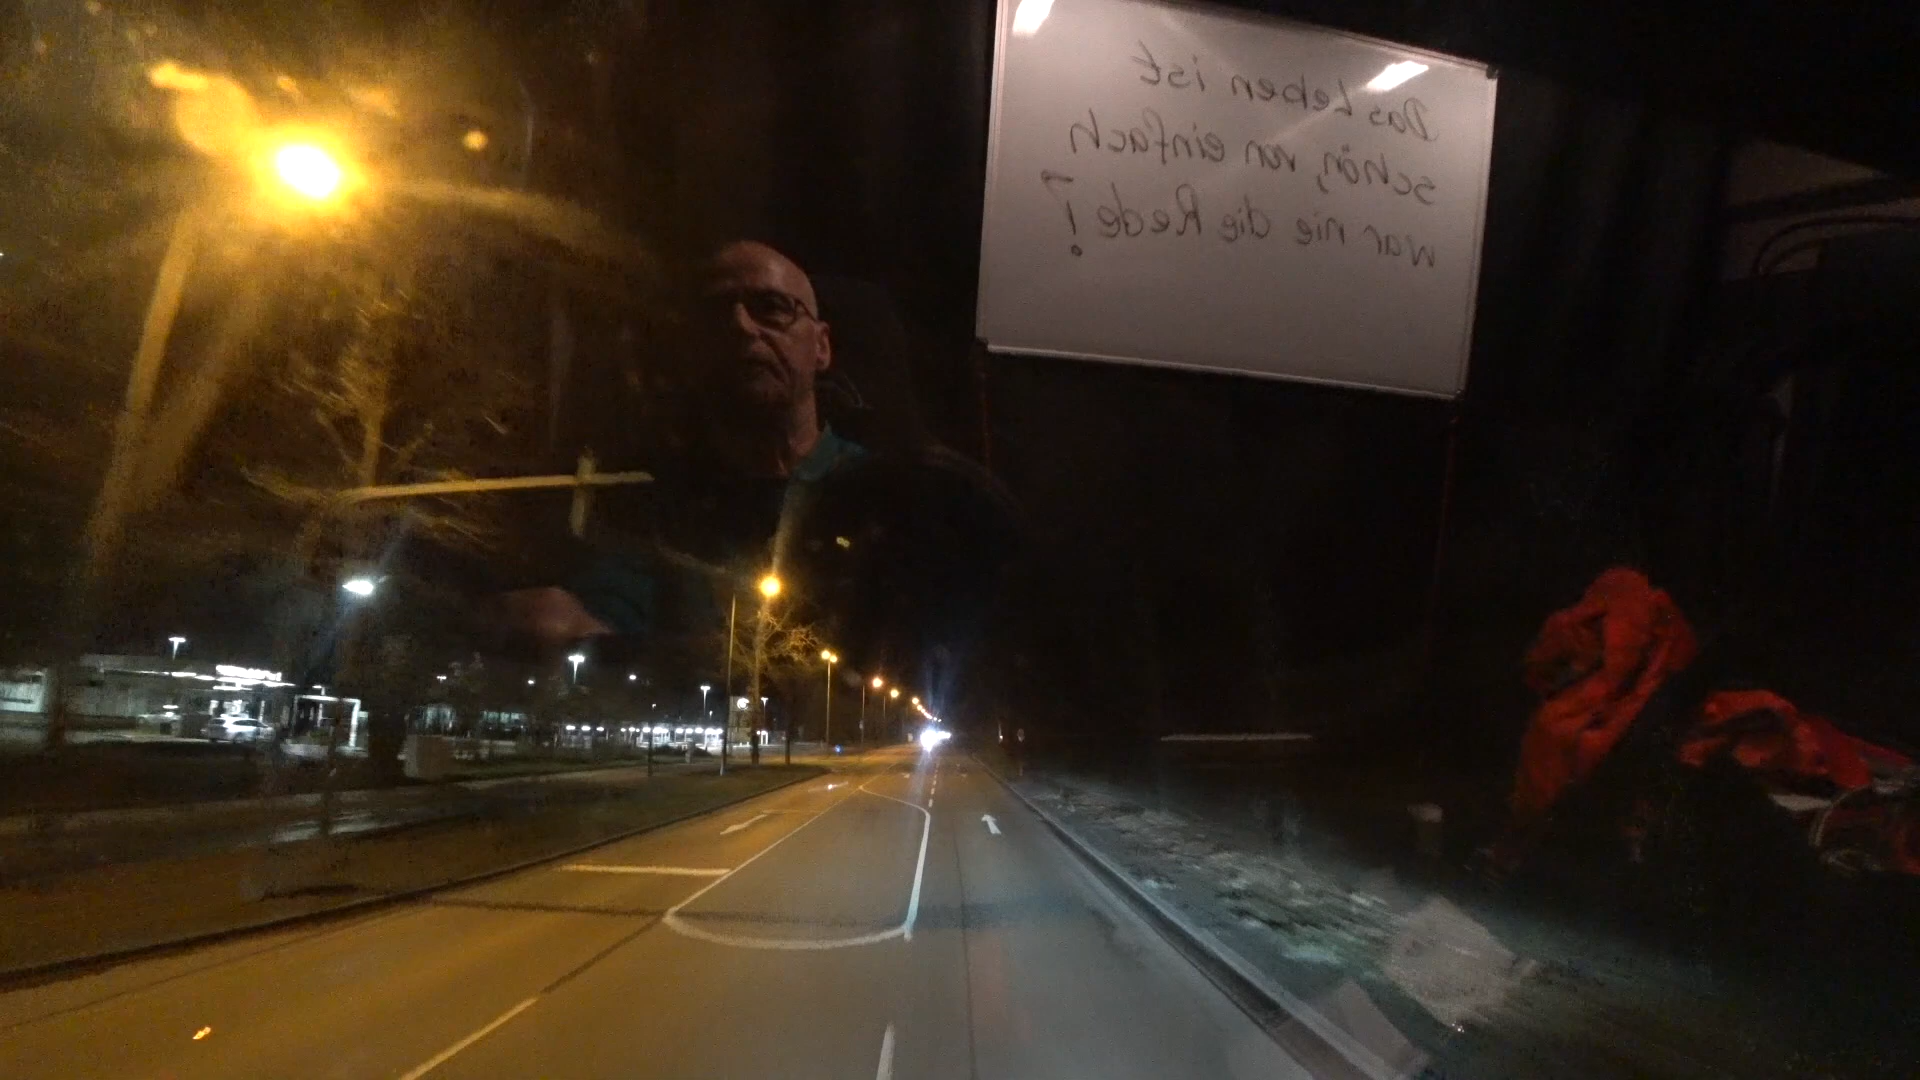 Das Leben ist
schön, von einfach
war nie die Rede!